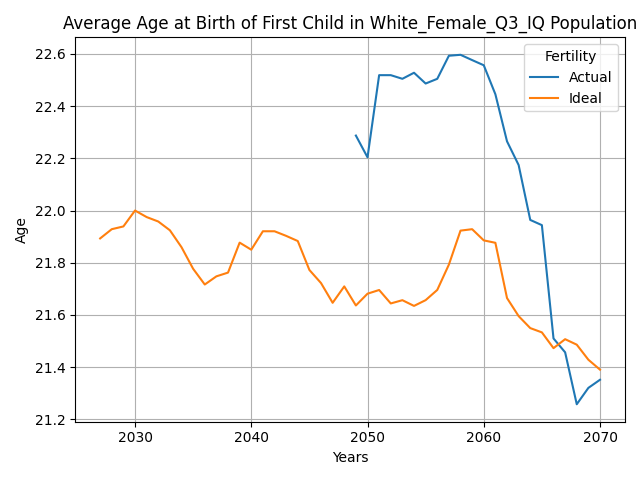 Average Age at Birth of First Child in White_Female_Q3_IQ Population
Fertility
Actual
Ideal
22.6
22.4
22.2
22.0
21.8
21.6
21.4
21.2
Age
2030
2040
2050
2060
2070
Years